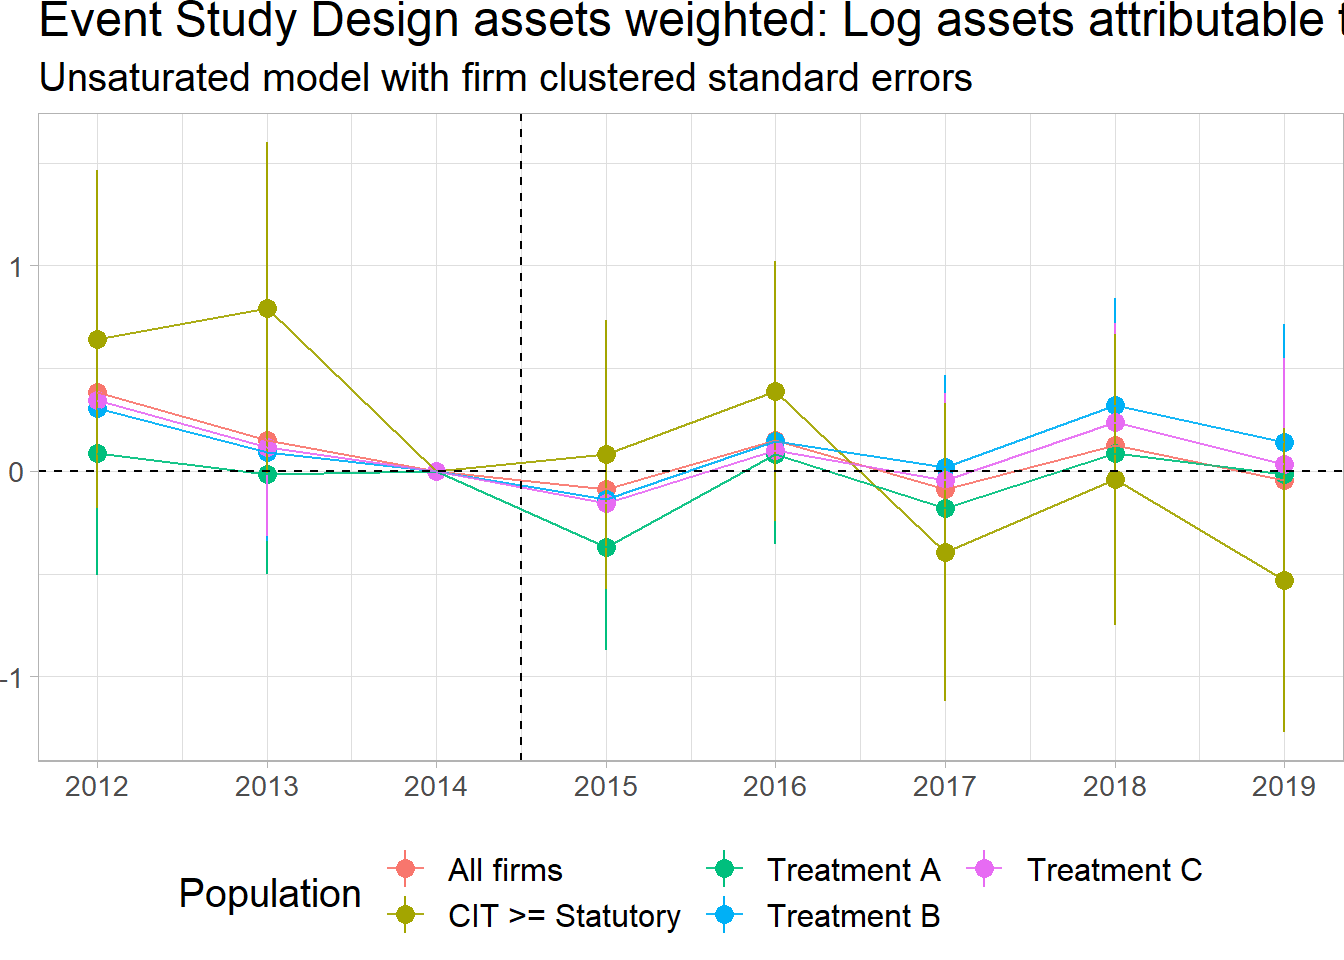 Event Study Design assets weighted: Log assets attributable
Unsaturated model with firm clustered standard errors
1
0
-1
2012 2013 2014 2015 2016 2017 2018 2019
Population
All firms Treatment A Treatment C
CIT >= Statutory Treatment B